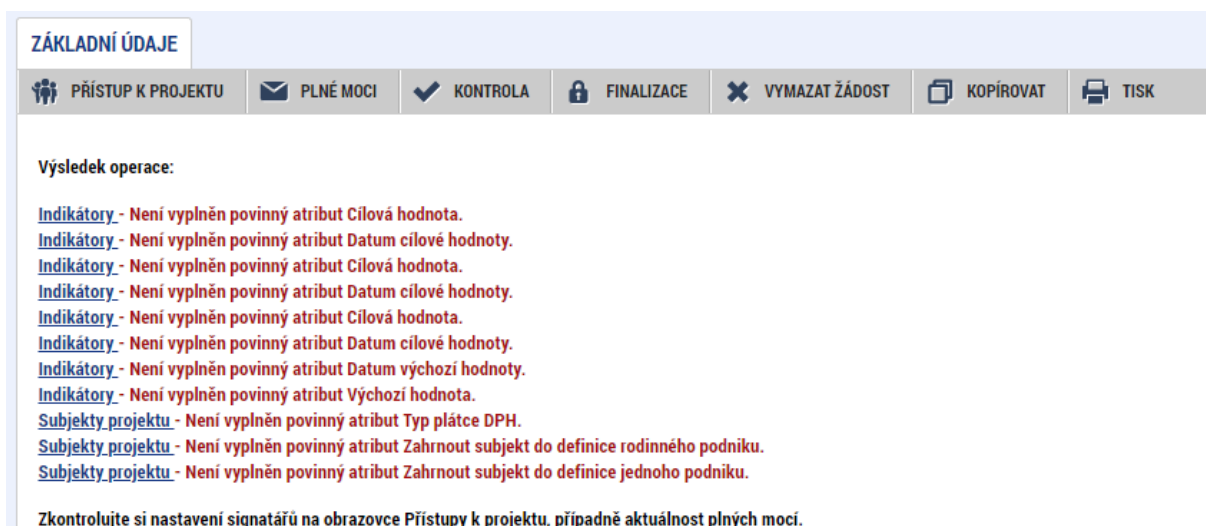 ZÁKLADNÍ ÚDAJE
PŘÍSTUP K PROJEKTU PLNÉ MOCI KONTROLA FINALIZACE VYMAZAT ŽÁDOST KOPÍROVAT TISK
Výsledek operace:
Indikátory - Není vyplněn povinný atribut Cílová hodnota.
Indikátory - Není vyplněn povinný atribut Datum cílové hodnoty.
Indikátory - Není vyplněn povinný atribut Cílová hodnota.
Indikátory - Není vyplněn povinný atribut Datum cílové hodnoty.
Indikátory - Není vyplněn povinný atribut Cílová hodnota.
Indikátory - Není vyplněn povinný atribut Datum cílové hodnoty.
Indikátory - Není vyplněn povinný atribut Datum výchozí hodnoty.
Indikátory - Není vyplněn povinný atribut Výchozí hodnota.
Subjekty projektu - Není vyplněn povinný atribut Typ plátce DPH.
Subjekty projektu - Není vyplněn povinný atribut Zahrnout subjekt do definice rodinného podniku.
Subjekty projektu - Není vyplněn povinný atribut Zahrnout subjekt do definice jednoho podniku.
Zkontrolujte si nastavení signatářů na obrazovce Přístupy k projektu, případně aktuálnost plných mocí.